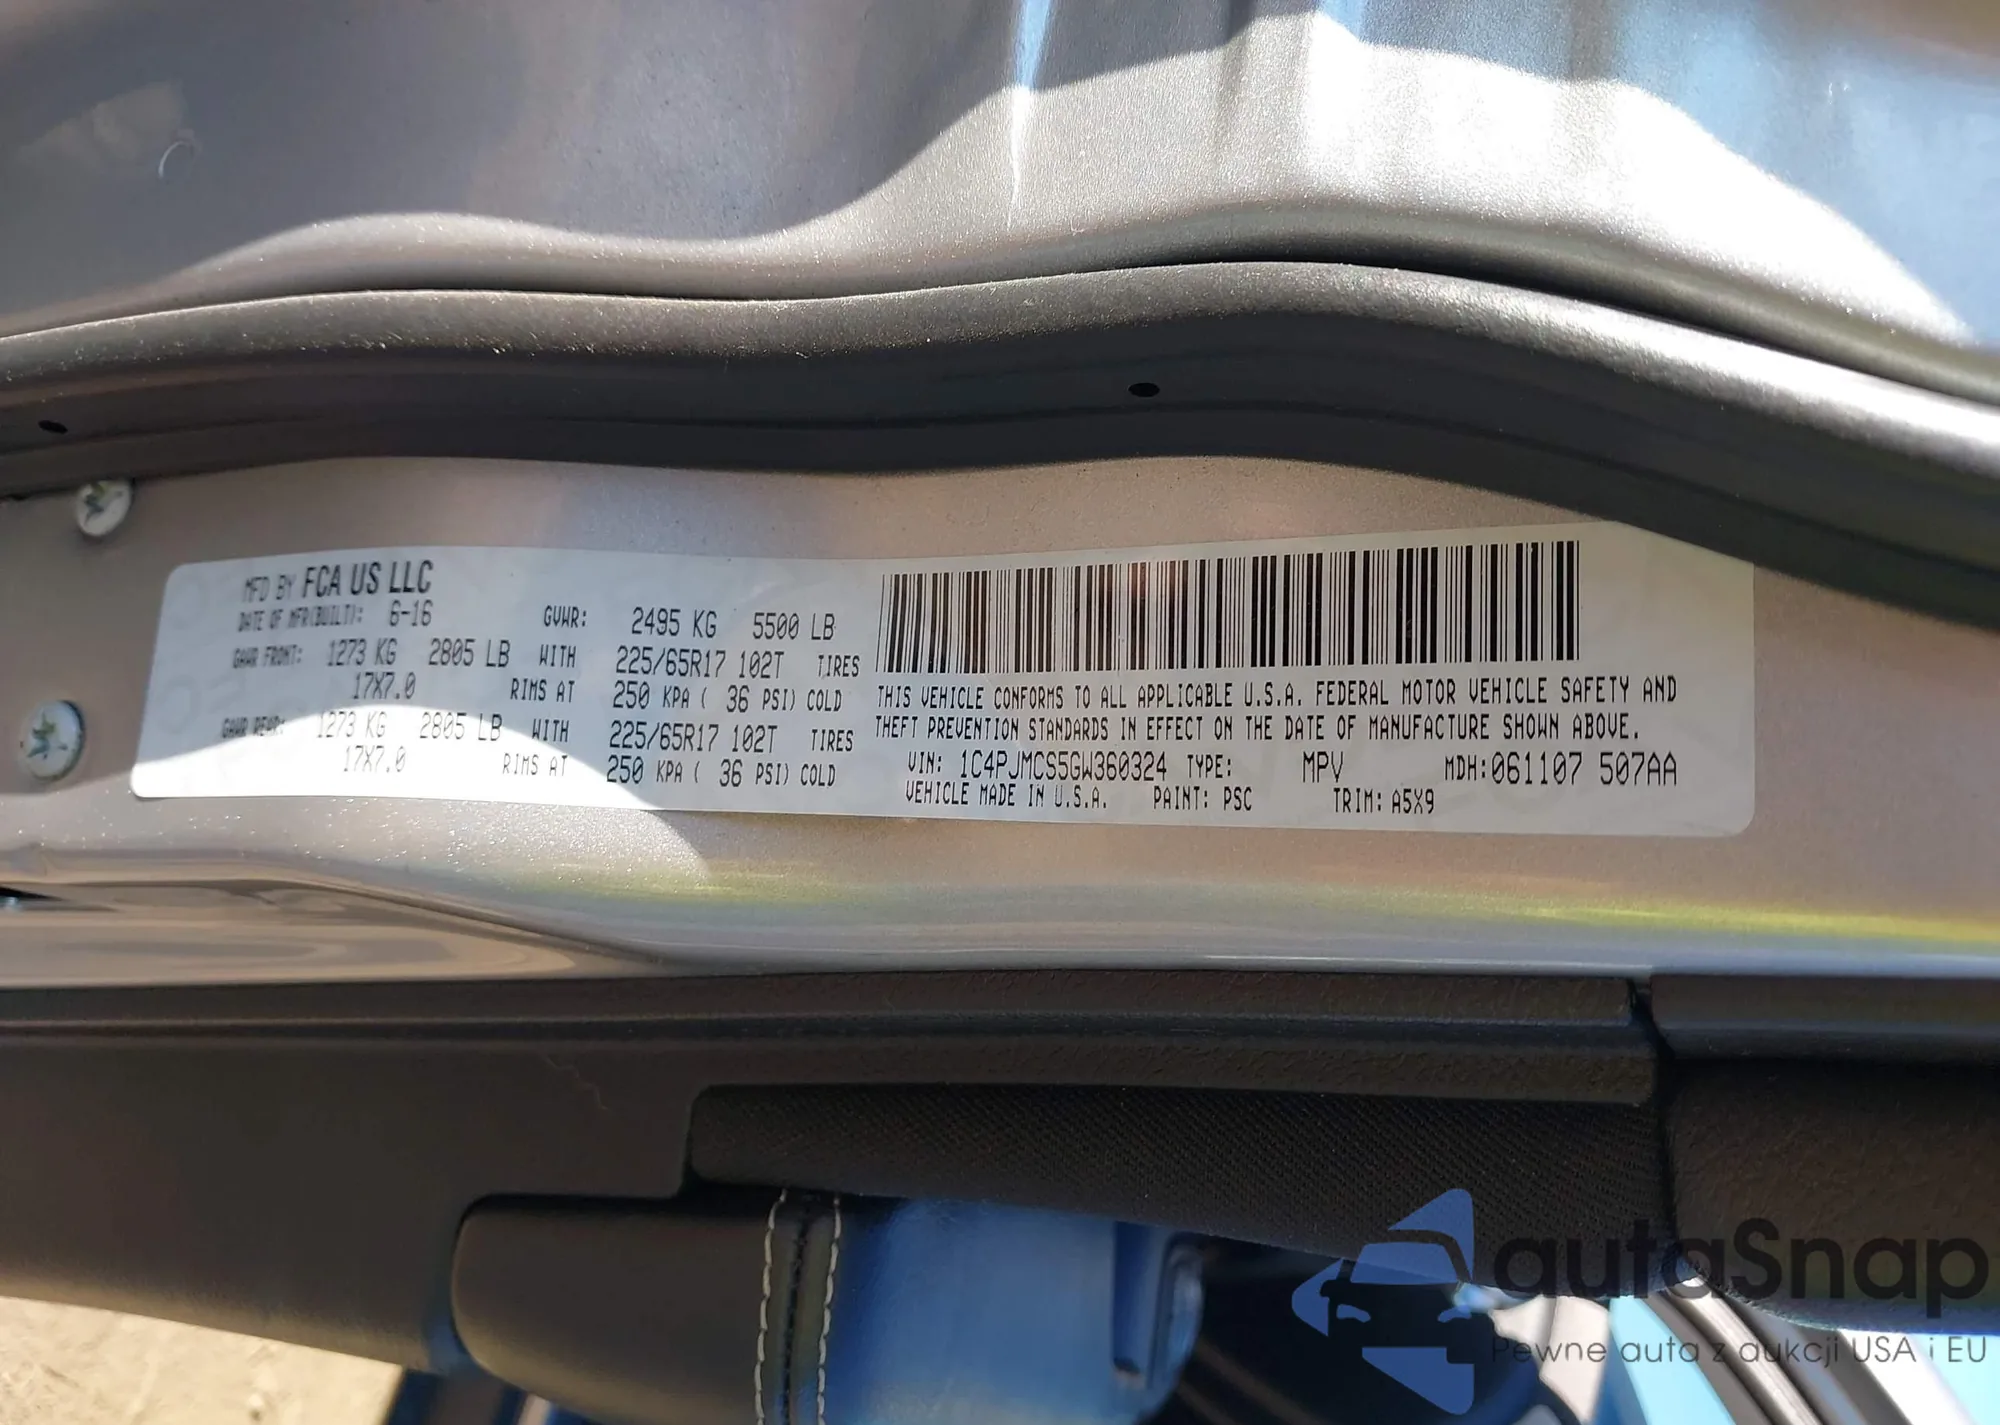 MFD BY FCA US LLC
DATE OF MFR(BUILT): 6-16 GVWR: 2495 KG 5500 LB
GAWR FRONT: 1273 KG 2805 LB WITH 225/65R17 102T TIRES
17X7.0 RIMS AT 250 KPA ( 36 PSI) COLD
GAWR REAR: 1273 KG 2805 LB WITH 225/65R17 102T TIRES
17X7.0 RIMS AT 250 KPA ( 36 PSI) COLD
THIS VEHICLE CONFORMS TO ALL APPLICABLE U.S.A. FEDERAL MOTOR VEHICLE SAFETY AND
THEFT PREVENTION STANDARDS IN EFFECT ON THE DATE OF MANUFACTURE SHOWN ABOVE.
VIN: 1C4PJMCS5GW360324 TYPE: MPV MDH:061107 507AA
VEHICLE MADE IN U.S.A. PAINT: PSC TRIM: A5X9
autaSnap
Pewne auta z aukcji USA i EU